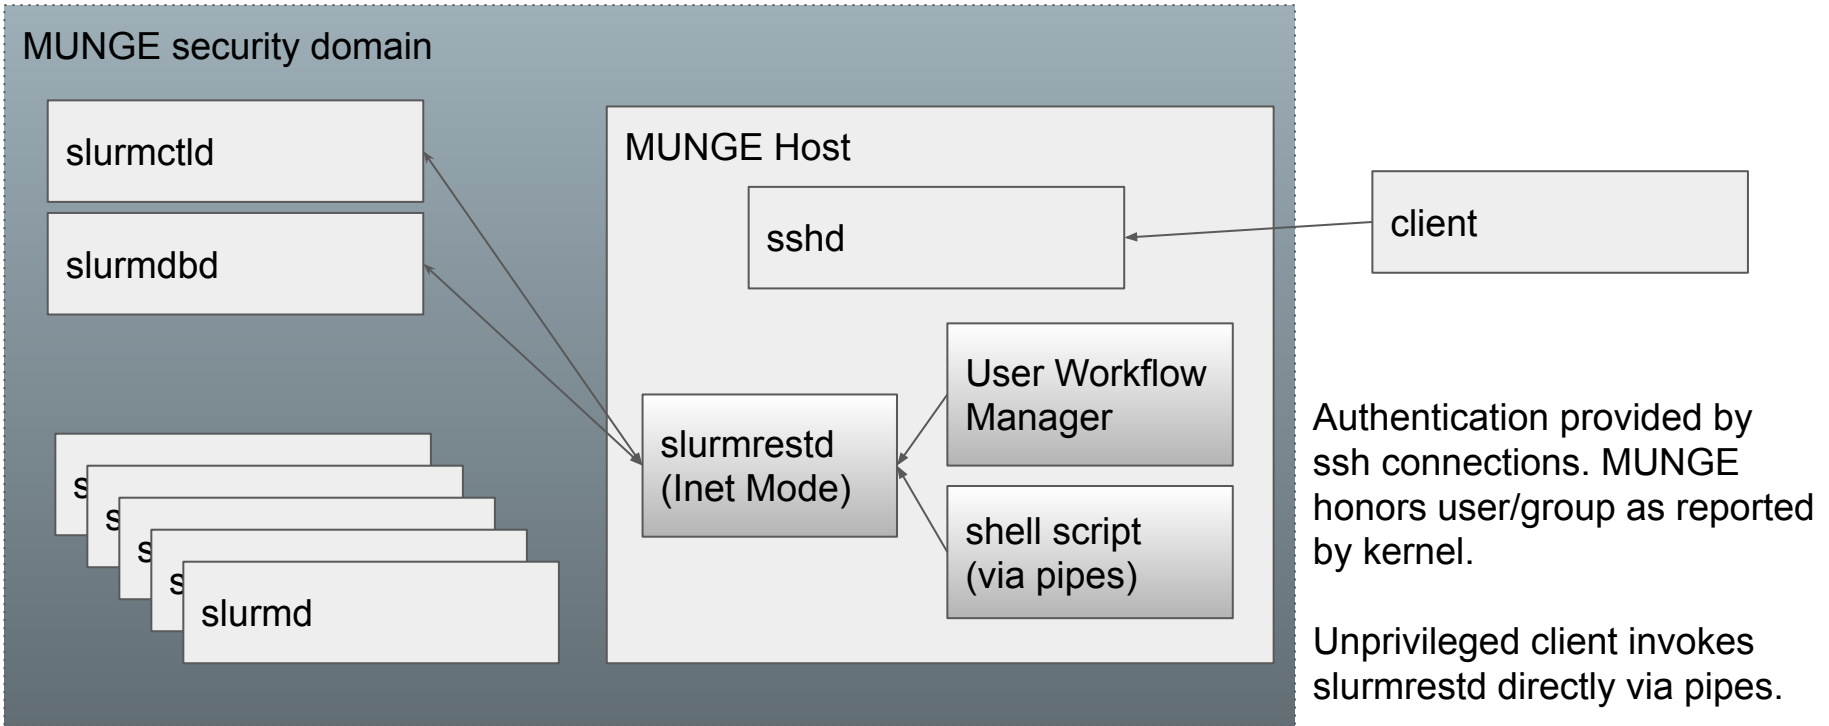 MUNGE security domain
slurmctld
slurmdbd
s
s
s
s
slurmd
MUNGE Host
sshd
User Workflow
Manager
slurmrestd
(Inet Mode)
shell script
(via pipes)
client
Authentication provided by
ssh connections. MUNGE
honors user/group as reported
by kernel.
Unprivileged client invokes
slurmrestd directly via pipes.